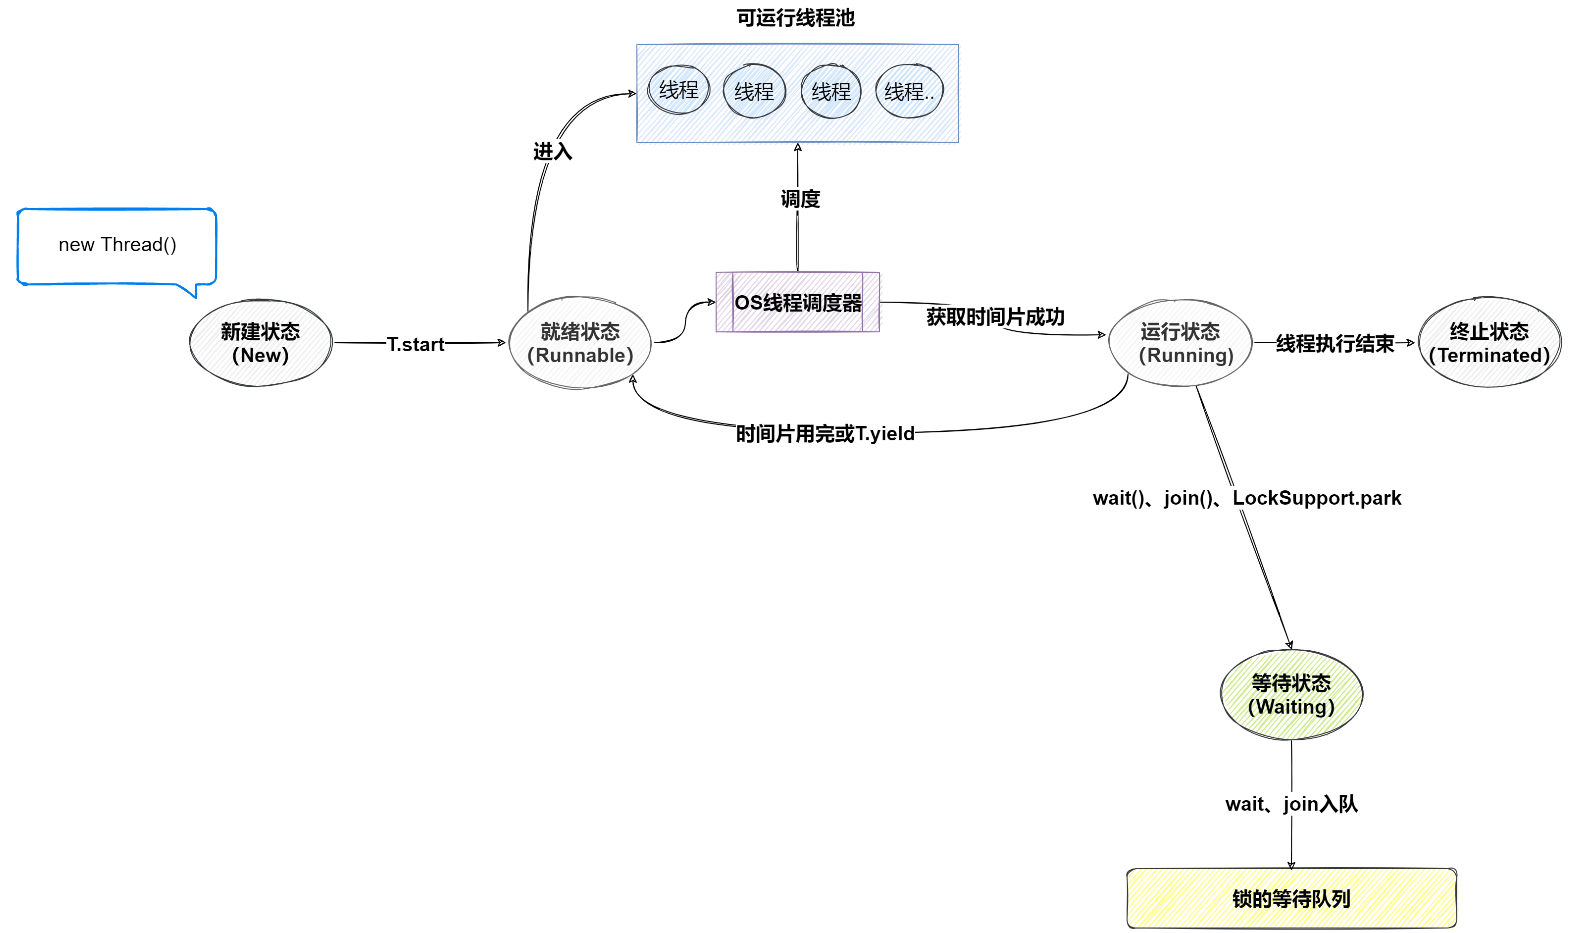 可运行线程池
线程
线程
线程
线程..
进入
调度
new Thread()
OS线程调度器
获取时间片成功
新建状态
（New）
T.start
就绪状态
（Runnable）
运行状态
（Running)
线程执行结束
终止状态
（Terminated）
时间片用完或T.yield
wait()、join()、LockSupport.park
等待状态
（Waiting）
wait、join入队
锁的等待队列